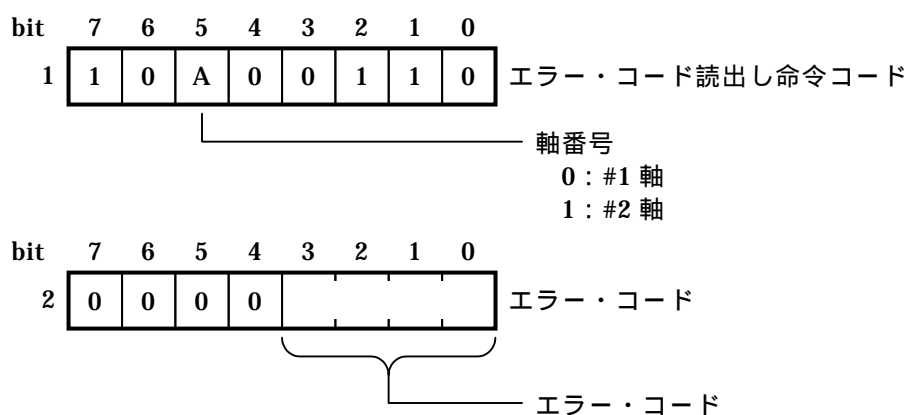 bit 7 6 5 4 3 2 1 0
1 1 0 A 0 0 1 1 0 エラー・コード読出し命令コード
軸番号
0：#1 軸
1：#2 軸
bit 7 6 5 4 3 2 1 0
2 0 0 0 0 エラー・コード
エラー・コード